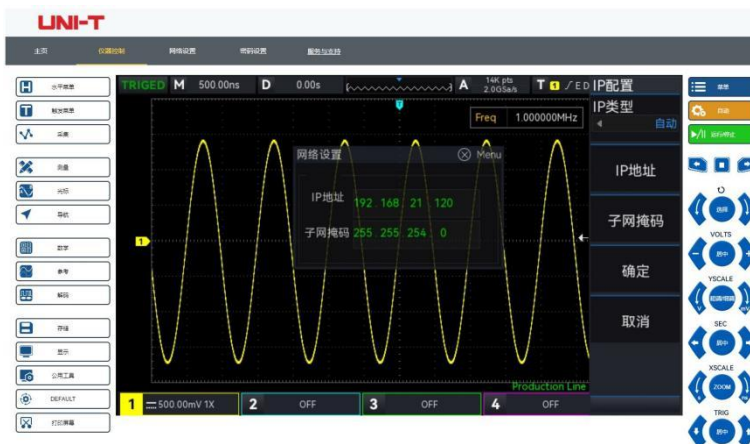 UNI-T
主页 仪器控制 网络设置 密码设置 服务与支持
H 水平菜单
T 触发菜单
采集
测量
光标
导航
数字
参考
解码
存储
显示
公用工具
DEFAULT
打印屏幕
TRIGED M 500.00ns D 0.00s A 14K pts 2.0GSa/s T 1 E D
T
Freq 1.000000MHz
网络设置 Menu
IP地址 192 168 21 120
子网掩码 255 255 254 0
1
Production Line
1 500.00mV 1X 2 OFF 3 OFF 4 OFF
IP配置
IP类型
自动
IP地址
子网掩码
确定
取消
菜单
自动
运行/停止
选择
VOLTS
居中
YSCALE
V mV
SEC
居中
XSCALE
ZOOM
TRIG
居中